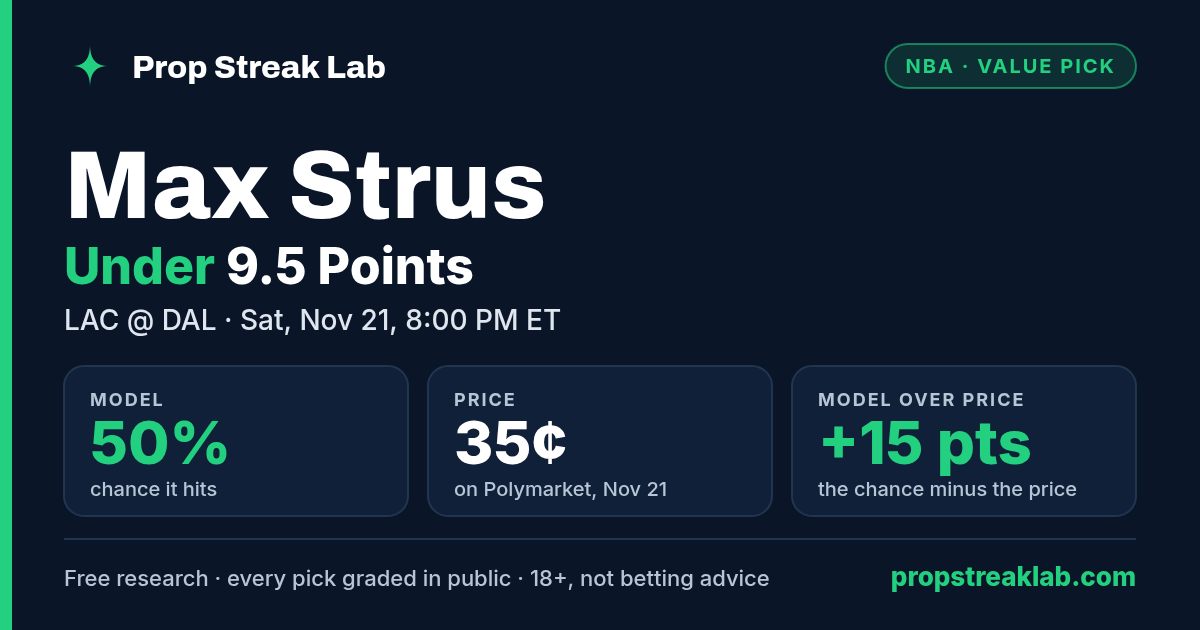 Prop Streak Lab
NBA · VALUE PICK
Max Strus
Under 9.5 Points
LAC @ DAL · Sat, Nov 21, 8:00 PM ET
MODEL
50%
chance it hits
PRICE
35¢
on Polymarket, Nov 21
MODEL OVER PRICE
+15 pts
the chance minus the price
Free research · every pick graded in public · 18+, not betting advice
propstreaklab.com